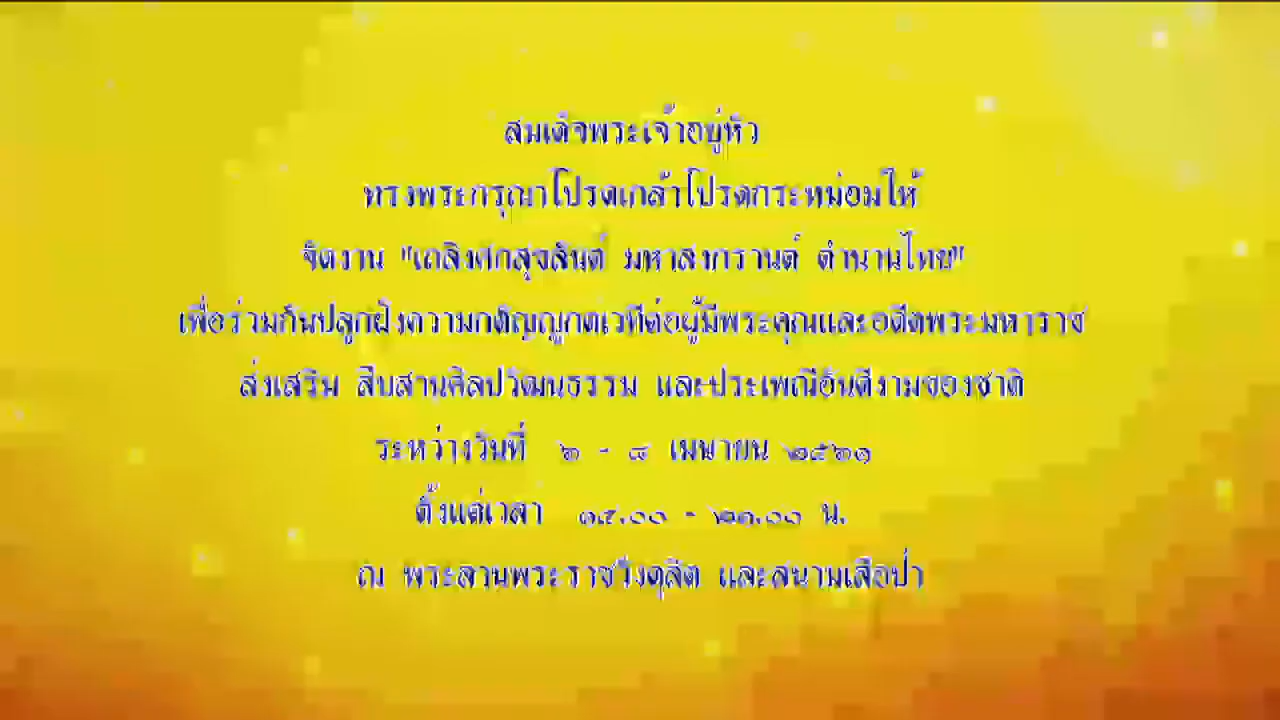 สมเด็จพระเจ้าอยู่หัว
ทรงพระกรุณาโปรดเกล้าโปรดกระหม่อมให้
จัดงาน "เถลิงศกสุขสันต์ มหาสงกรานต์ ตำนานไทย"
เพื่อร่วมกันปลูกฝังความกตัญญูกตเวทีต่อผู้มีพระคุณและอดีตพระมหาราช
ส่งเสริม สืบสานศิลปวัฒนธรรม และประเพณีอันดีงามของชาติ
ระหว่างวันที่ ๖ - ๘ เมษายน ๒๕๖๑
ตั้งแต่เวลา ๑๕.๐๐ - ๒๑.๐๐ น.
ณ พระลานพระราชวังดุสิต และสนามเสือป่า